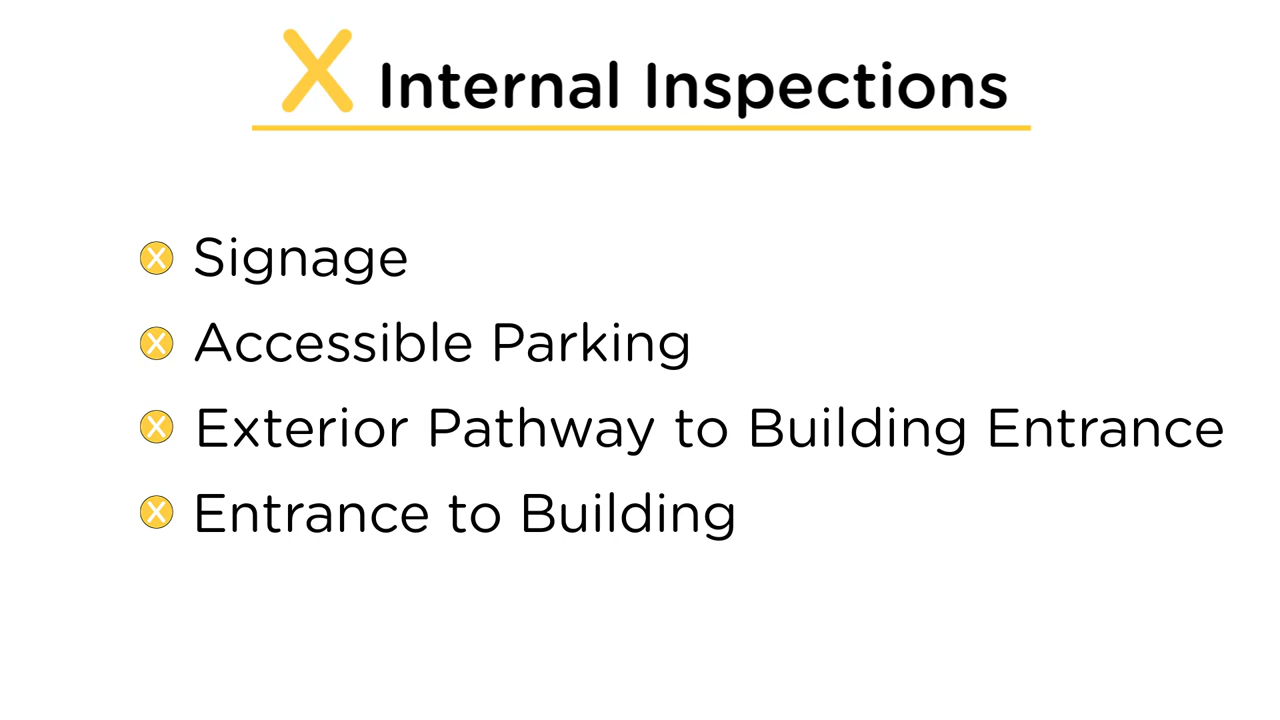 X Internal Inspections
X Signage
X Accessible Parking
X Exterior Pathway to Building Entrance
X Entrance to Building